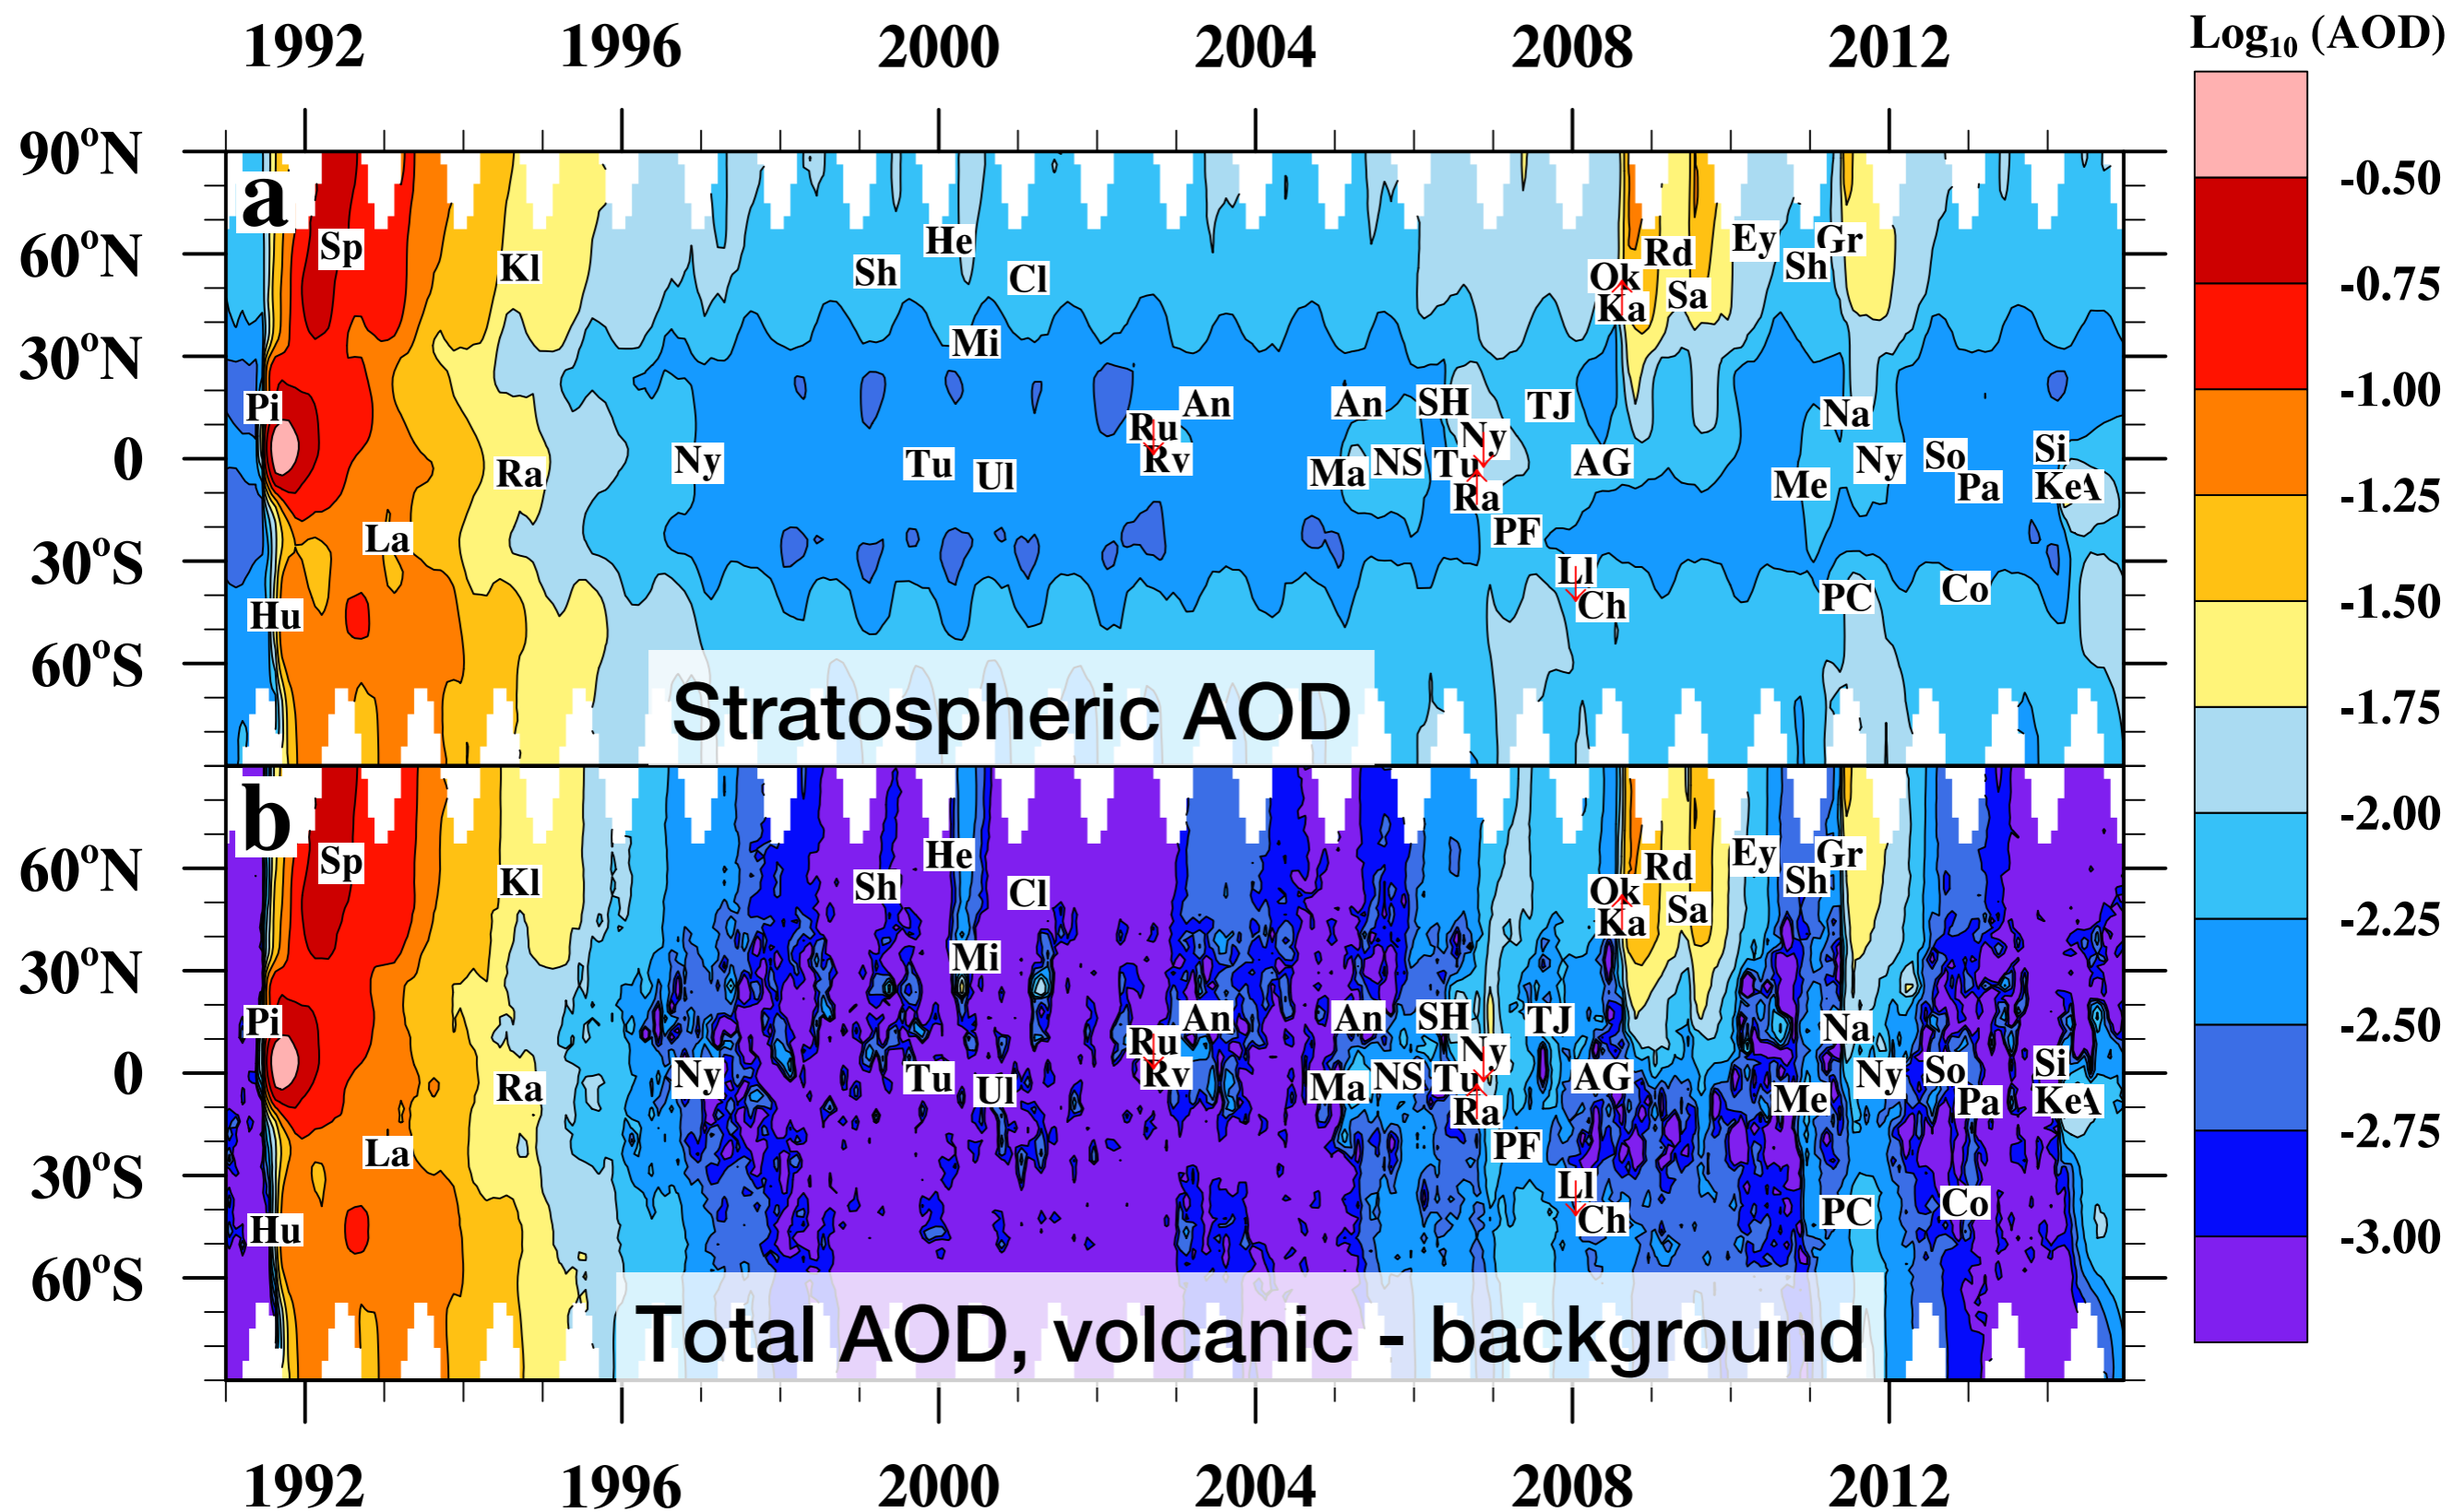 1992 1996 2000 2004 2008 2012 Log10 (AOD)
90°N
a
Sp
Kl
He
Sh
Cl
Ey
Gr
Rd
Sh
Ok
Sa
Ka
60°N
30°N
Mi
Pi
An
An
SH
TJ
Na
Ru
Ny
0
Ra
Ny
Tu
Ul
Rv
Ma
NS
Tu
AG
Ny
So
Si
Ra
Me
Pa
Ke
La
PF
30°S
Ll
Hu
Ch
PC
Co
60°S
Stratospheric AOD
b
Sp
Kl
He
Sh
Cl
Ey
Gr
Rd
Sh
Ok
Sa
Ka
60°N
30°N
Mi
Pi
An
An
SH
TJ
Na
Ru
Ny
0
Ra
Ny
Tu
Ul
Rv
Ma
NS
Tu
AG
Ny
So
Si
Ra
Me
Pa
Ke
La
PF
30°S
Ll
Hu
Ch
PC
Co
60°S
Total AOD, volcanic - background
1992 1996 2000 2004 2008 2012
-0.50
-0.75
-1.00
-1.25
-1.50
-1.75
-2.00
-2.25
-2.50
-2.75
-3.00